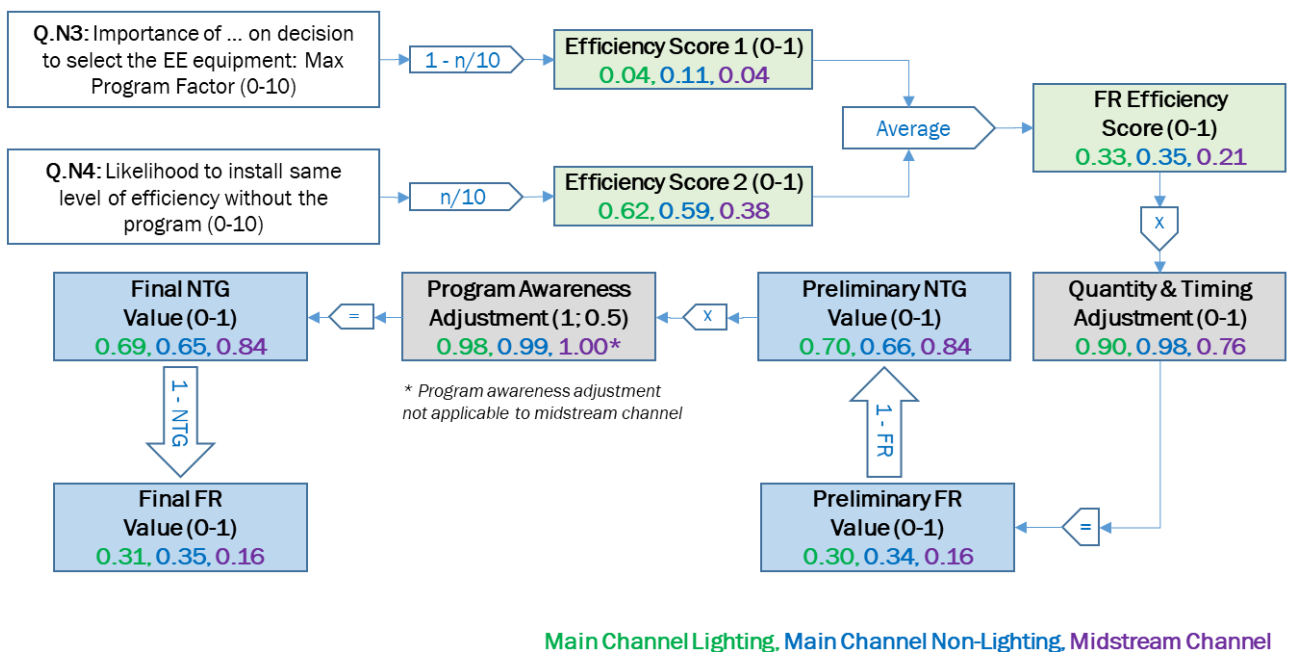 Q.N3: Importance of ... on decision
to select the EE equipment: Max
Program Factor (0-10)
1 - n/10
Efficiency Score 1 (0-1)
0.04, 0.11, 0.04
Q.N4: Likelihood to install same
level of efficiency without the
program (0-10)
n/10
Efficiency Score 2 (0-1)
0.62, 0.59, 0.38
Average
FR Efficiency
Score (0-1)
0.33, 0.35, 0.21
x
Quantity & Timing
Adjustment (0-1)
0.90, 0.98, 0.76
=
Preliminary FR
Value (0-1)
0.30, 0.34, 0.16
1 - FR
Preliminary NTG
Value (0-1)
0.70, 0.66, 0.84
x
Program Awareness
Adjustment (1; 0.5)
0.98, 0.99, 1.00*
* Program awareness adjustment
not applicable to midstream channel
=
Final NTG
Value (0-1)
0.69, 0.65, 0.84
1 - NTG
Final FR
Value (0-1)
0.31, 0.35, 0.16
Main Channel Lighting, Main Channel Non-Lighting, Midstream Channel